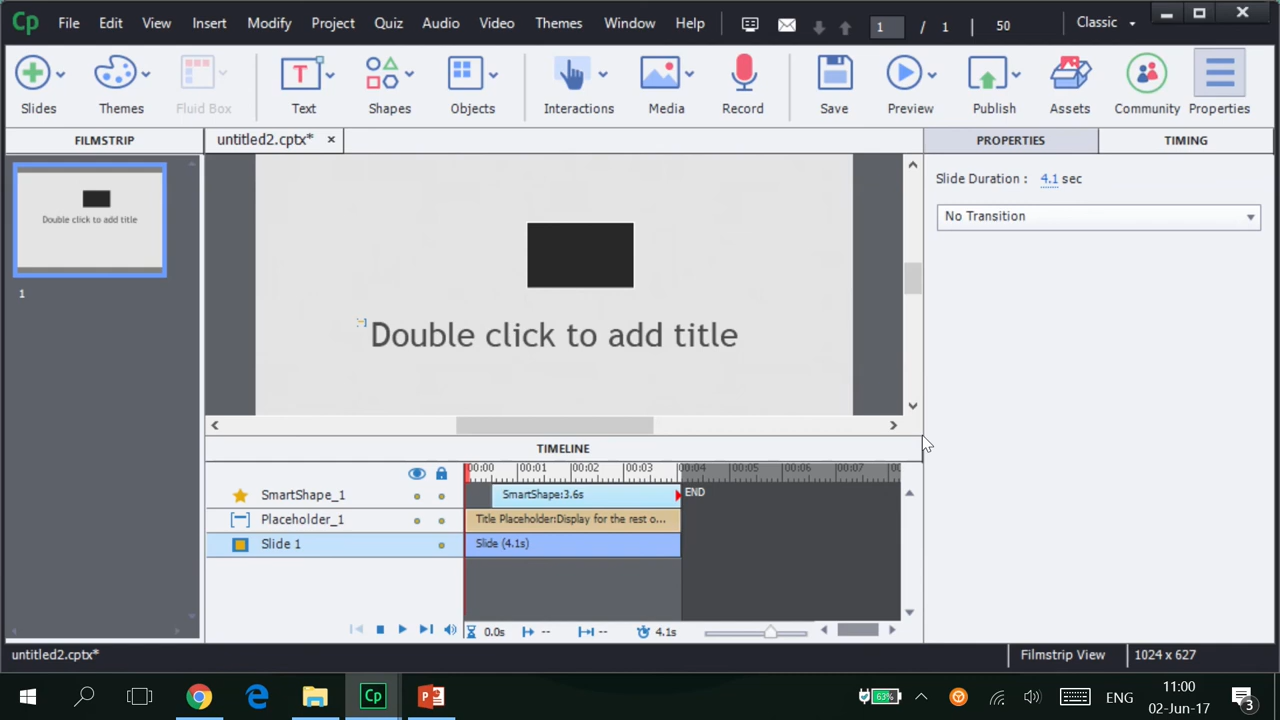 Cp File Edit View Insert Modify Project Quiz Audio Video Themes Window Help 1 / 1 50 Classic
Slides Themes Fluid Box Text Shapes Objects Interactions Media Record Save Preview Publish Assets Community Properties
FILMSTRIP untitled2.cptx* × PROPERTIES TIMING
Slide Duration : 4.1 sec
No Transition
Double click to add title
1
Double click to add title
TIMELINE
00:00 00:01 00:02 00:03 00:04 00:05 00:06 00:07 00
SmartShape_1 SmartShape:3.6s END
Placeholder_1 Title Placeholder:Display for the rest o...
Slide 1 Slide (4.1s)
0.0s -- -- 4.1s
untitled2.cptx* Filmstrip View 1024 x 627
Cp 63% ENG 11:00
02-Jun-17 3